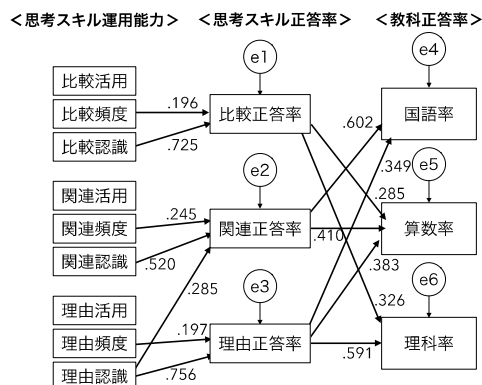 ＜思考スキル運用能力＞ ＜思考スキル正答率＞ ＜教科正答率＞
e1 e4
比較活用
比較頻度 .196 比較正答率 国語率
比較認識 .725 .602
e2 .349 e5
関連活用 .285
関連頻度 .245 関連正答率 .410 算数率
関連認識 .520 .383
.285 e3 e6
理由活用 .326
理由頻度 .197 理由正答率 .591 理科率
理由認識 .756